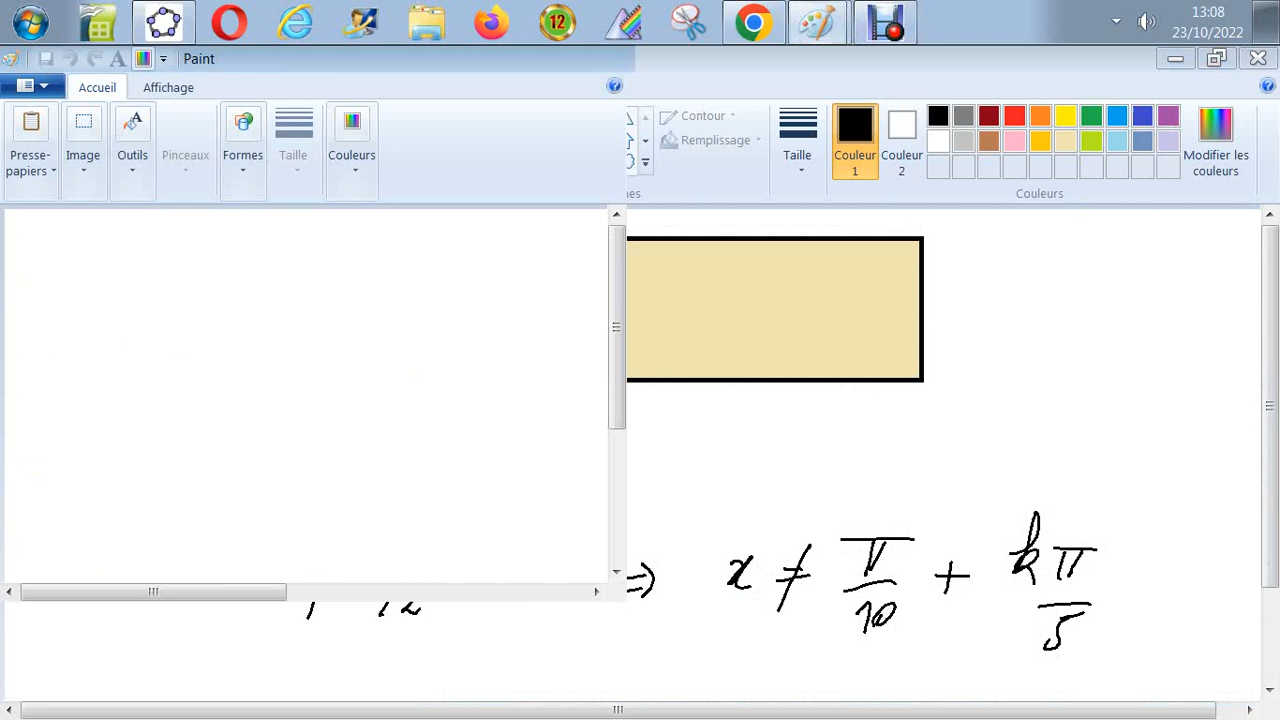 13:08
23/10/2022
12
Paint
Accueil Affichage
Presse-papiers Image Outils Pinceaux Formes Taille Couleurs
Contour
Remplissage
Taille Couleur 1 Couleur 2 Modifier les couleurs
Couleurs
⇒ x ≠ π/10 + kπ/5